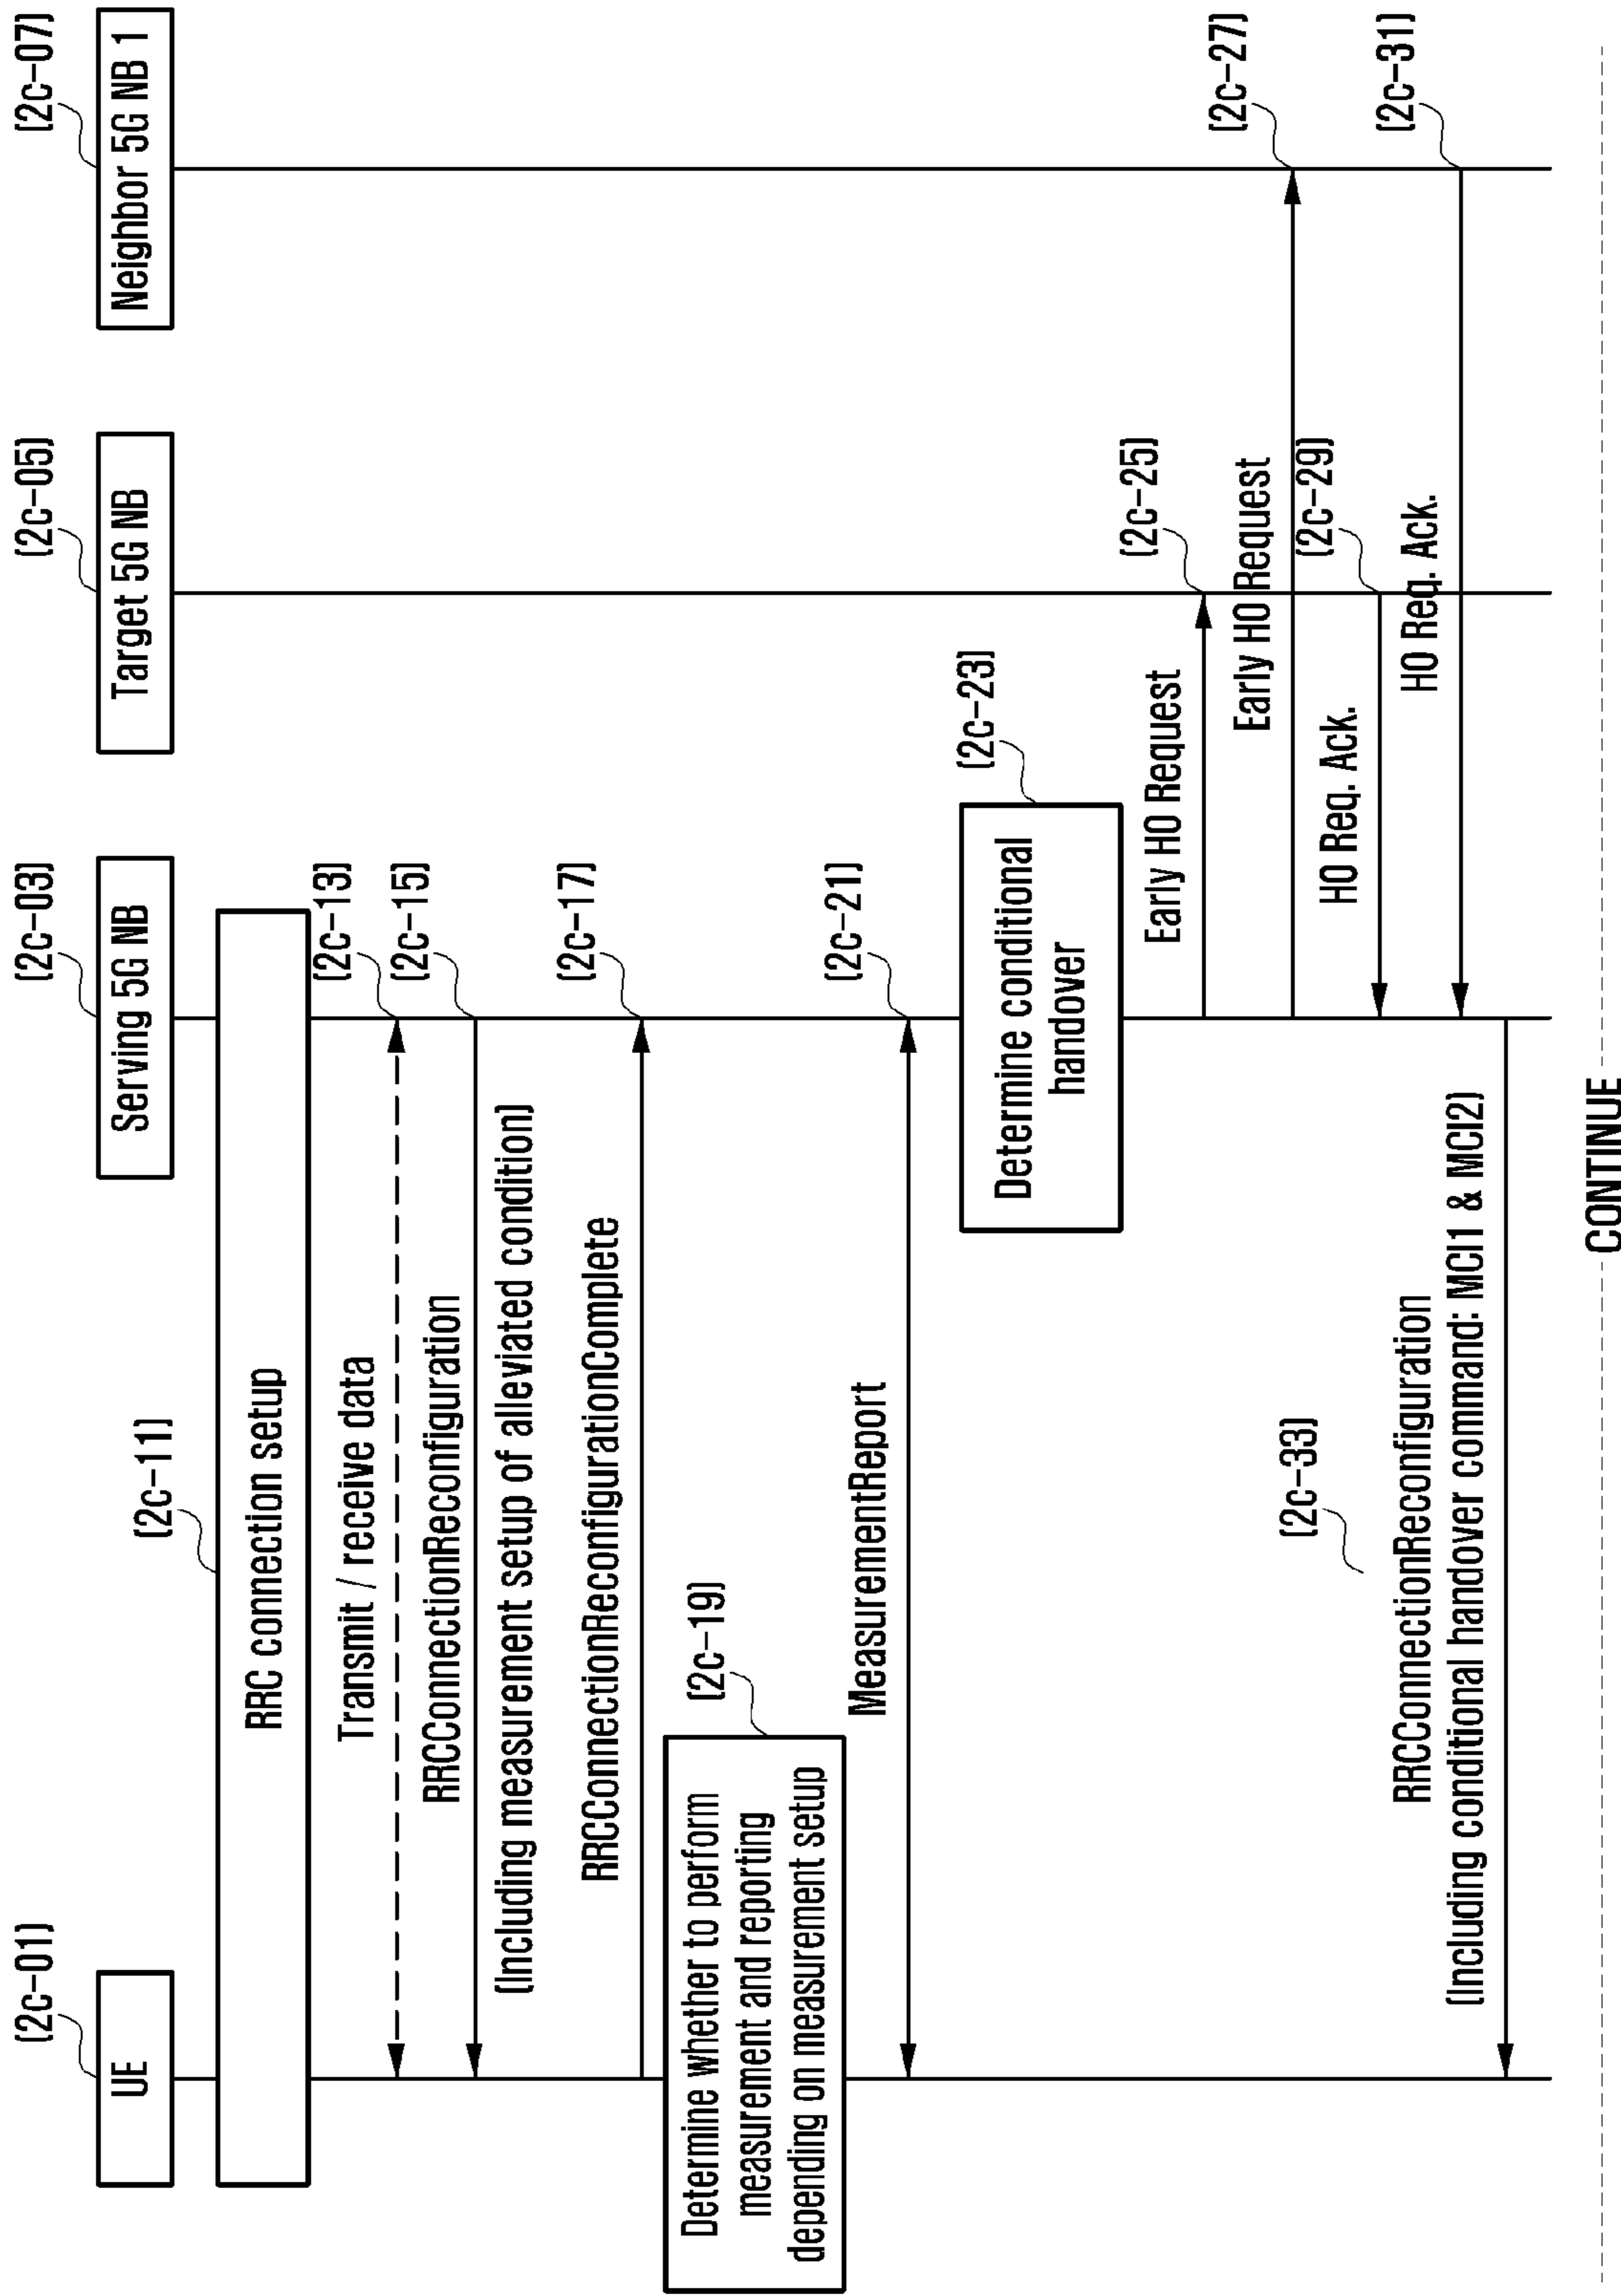 (2c-01)
(2c-03)
(2c-05)
(2c-07)
UE
Serving 5G NB
Target 5G NB
Neighbor 5G NB 1
(2c-11)
RRC connection setup
(2c-13)
Transmit / receive data
(2c-15)
RRCConnectionReconfiguration
(Including measurement setup of alleviated condition)
(2c-17)
RRCConnectionReconfigurationComplete
(2c-19)
Determine whether to perform
measurement and reporting
depending on measurement setup
(2c-21)
MeasurementReport
(2c-23)
Determine conditional
handover
(2c-25)
Early HO Request
(2c-27)
Early HO Request
(2c-29)
HO Req. Ack.
(2c-31)
HO Req. Ack.
(2c-33)
RRCConnectionReconfiguration
(Including conditional handover command: MCI1 & MCI2)
CONTINUE